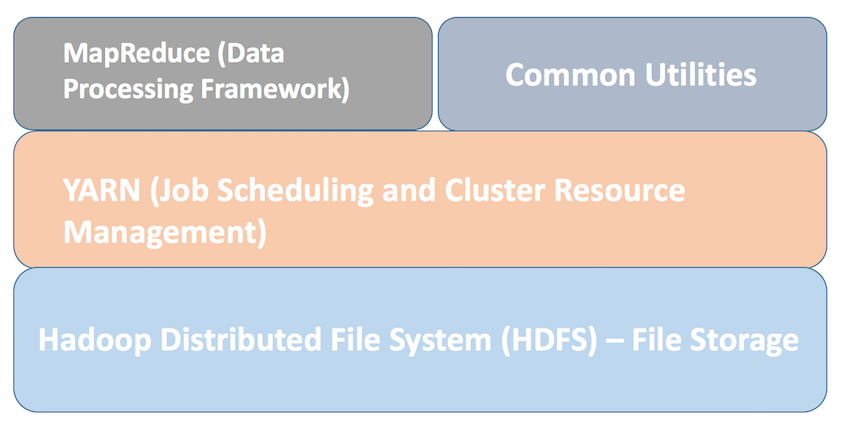 MapReduce (Data
Processing Framework)
Common Utilities
YARN (Job Scheduling and Cluster Resource
Management)
Hadoop Distributed File System (HDFS) – File Storage